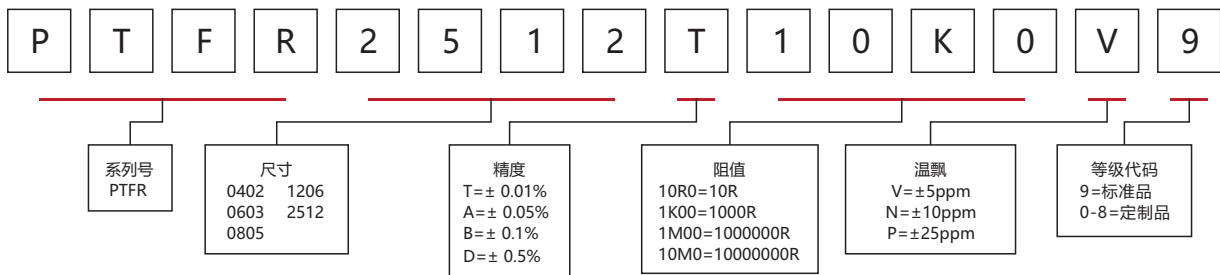 P T F R 2 5 1 2 T 1 0 K 0 V 9
系列号
PTFR
尺寸
0402 1206
0603 2512
0805
精度
T=± 0.01%
A=± 0.05%
B=± 0.1%
D=± 0.5%
阻值
10R0=10R
1K00=1000R
1M00=1000000R
10M0=10000000R
温飘
V=±5ppm
N=±10ppm
P=±25ppm
等级代码
9=标准品
0-8=定制品